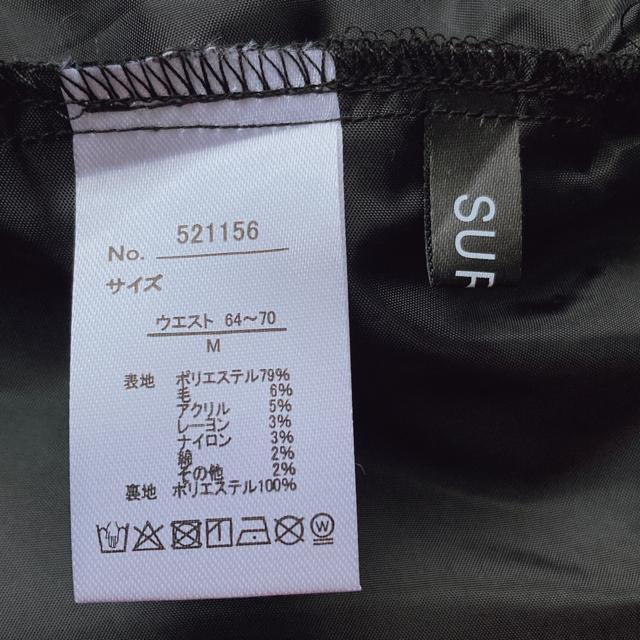 No. 521156
サイズ
ウエスト 64～70
M
表地 ポリエステル79%
毛 6%
アクリル 5%
レーヨン 3%
ナイロン 3%
綿 2%
その他 2%
裏地 ポリエステル100%
W
SUR